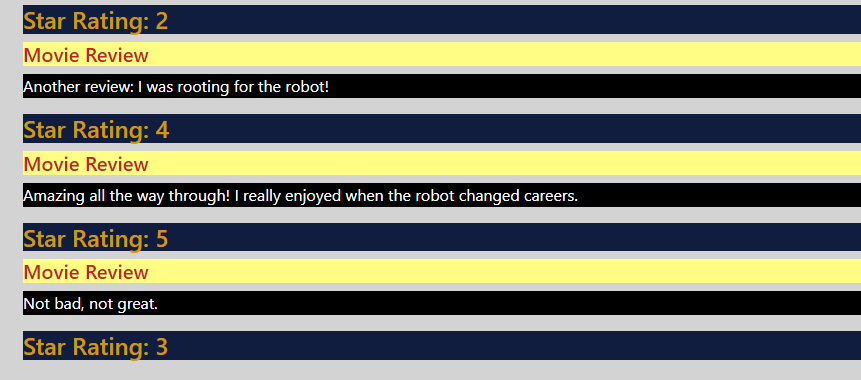 Star Rating: 2
Movie Review
Another review: I was rooting for the robot!
Star Rating: 4
Movie Review
Amazing all the way through! I really enjoyed when the robot changed careers.
Star Rating: 5
Movie Review
Not bad, not great.
Star Rating: 3